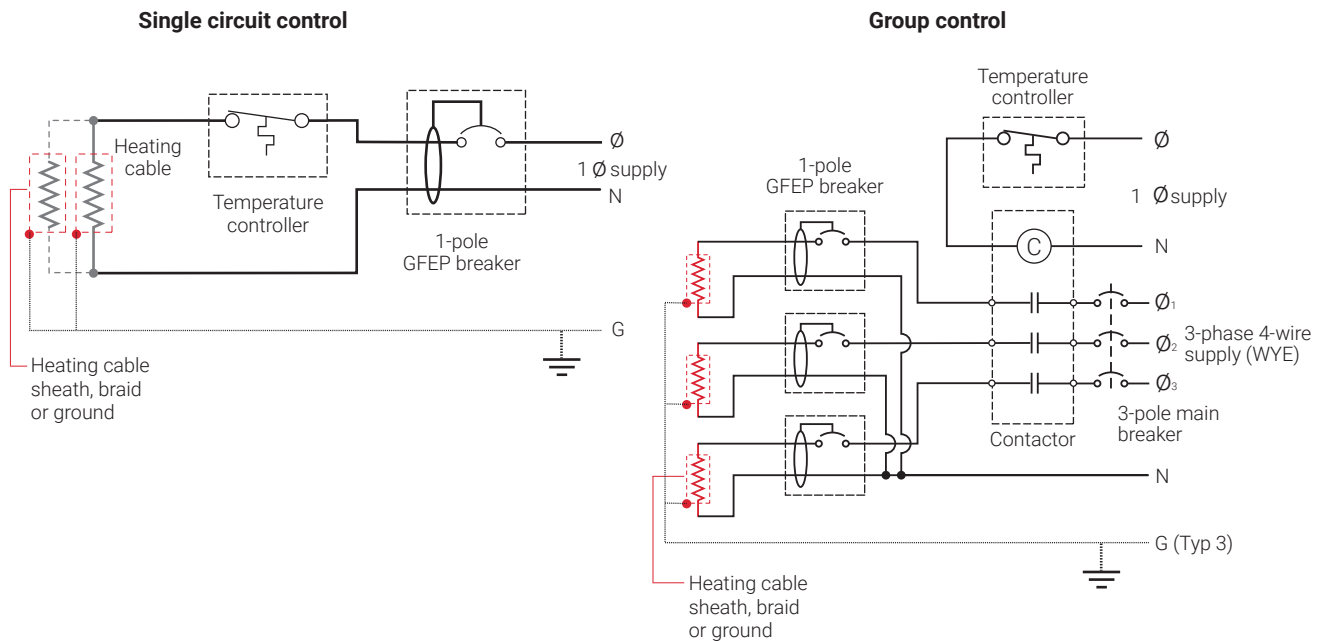 Single circuit control
Heating
cable
Temperature
controller
1-pole
GFEP breaker
Ø
1 Ø supply
N
G
Heating cable
sheath, braid
or ground
Group control
Temperature
controller
Ø
1 Ø supply
N
1-pole
GFEP breaker
C
Ø1
Ø2
Ø3
3-phase 4-wire
supply (WYE)
3-pole main
breaker
Contactor
N
G (Typ 3)
Heating cable
sheath, braid
or ground